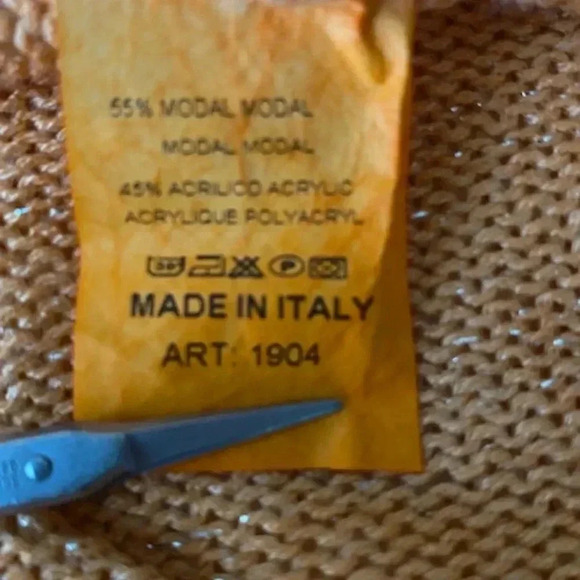 55% MODAL MODAL
MODAL MODAL
45% ACRILICO ACRYLIC
ACRYLIQUE POLYACRYL
P
MADE IN ITALY
ART: 1904